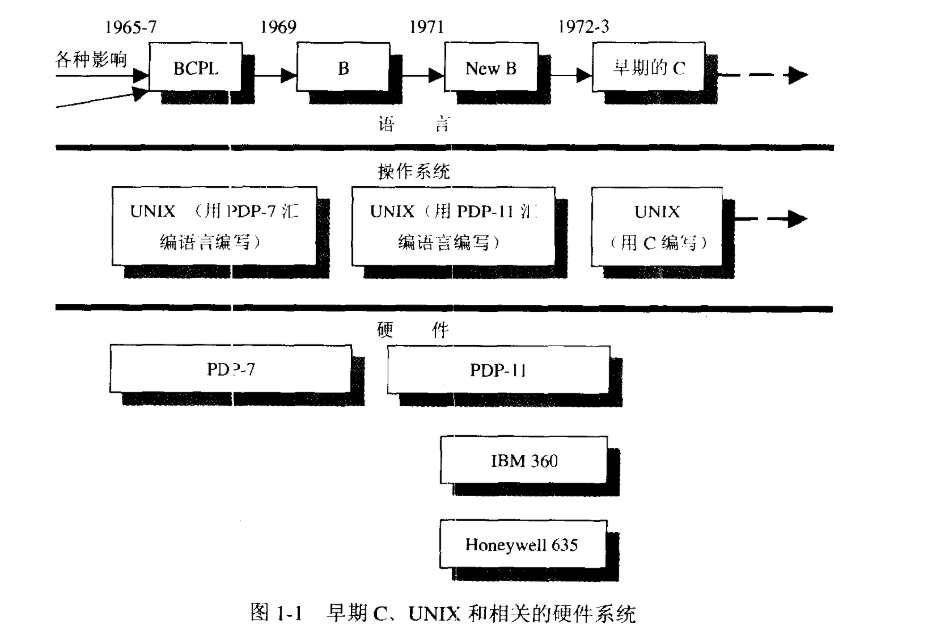 1965-7 1969 1971 1972-3
各种影响 BCPL B New B 早期的 C
语 言
操作系统
UNIX （用 PDP-7 汇
编语言编写）
UNIX（用 PDP-11 汇
编语言编写）
UNIX
（用 C 编写）
硬 件
PDP-7 PDP-11
IBM 360
Honeywell 635
图 1-1 早期 C、UNIX 和相关的硬件系统